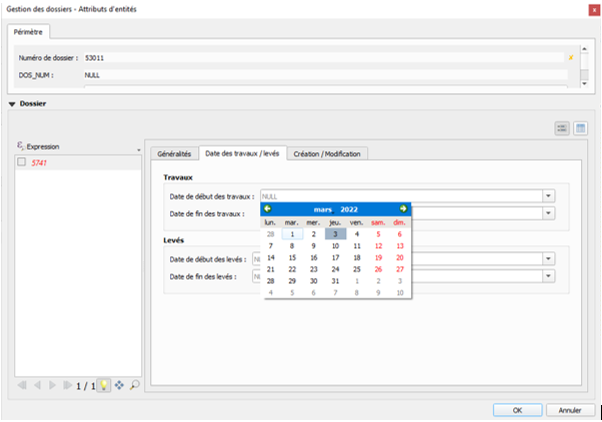 Gestion des dossiers - Attributs d'entités
x
Périmètre
Numéro de dossier : 53011
DOS_NUM : NULL
Dossier
Expression
5741
Généralités Date des travaux / levés Création / Modification
Travaux
Date de début des travaux : NULL
Date de fin des travaux :
mars 2022
lun. mar. mer. jeu. ven. sam. dim.
28 1 2 3 4 5 6
7 8 9 10 11 12 13
14 15 16 17 18 19 20
21 22 23 24 25 26 27
28 29 30 31 1 2 3
4 5 6 7 8 9 10
Levés
Date de début des levés :
Date de fin des levés :
1 / 1
OK Annuler